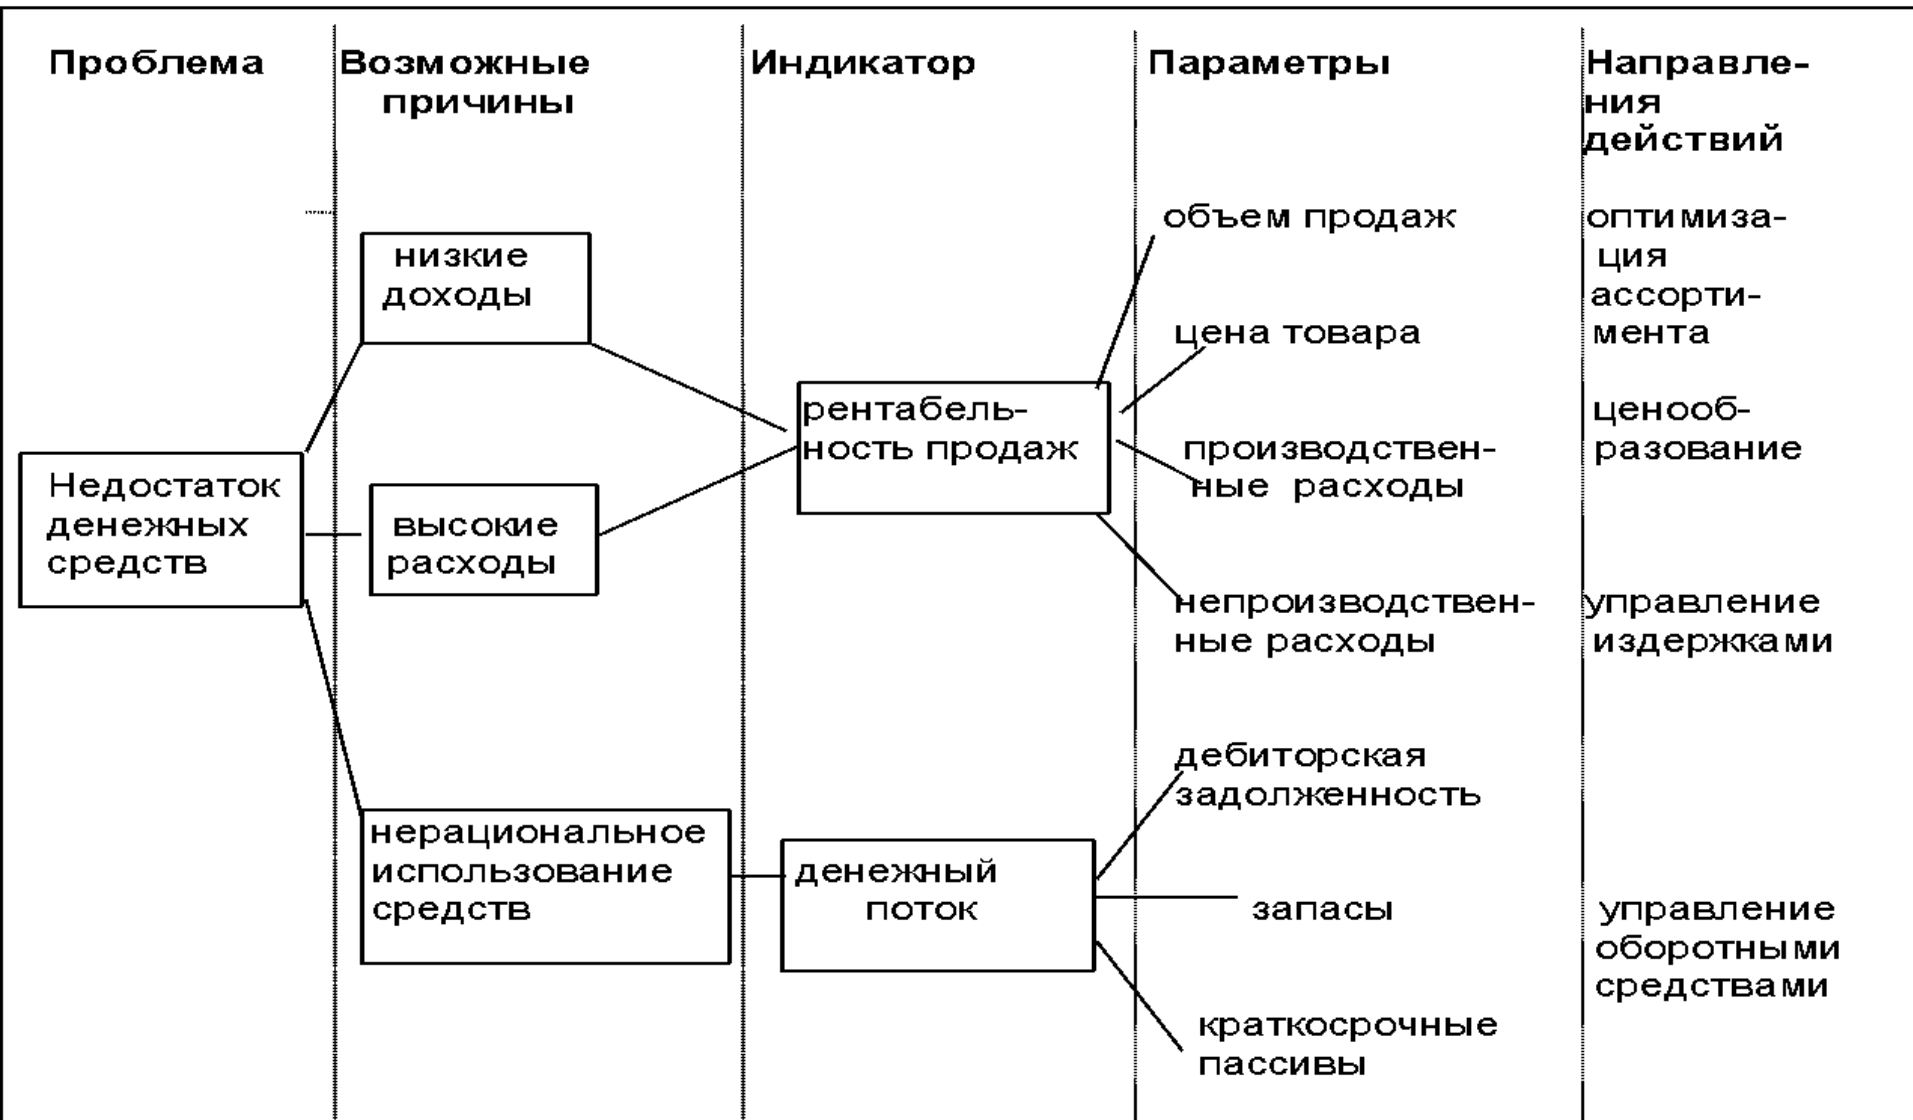 Проблема
Возможные
причины
Индикатор
Параметры
Направле-
ния
действий
Недостаток
денежных
средств
низкие
доходы
высокие
расходы
нерациональное
использование
средств
рентабель-
ность продаж
денежный
поток
объем продаж
цена товара
производствен-
ные расходы
непроизводствен-
ные расходы
дебиторская
задолженность
запасы
краткосрочные
пассивы
оптимиза-
ция
ассорти-
мента
ценооб-
разование
управление
издержками
управление
оборотными
средствами